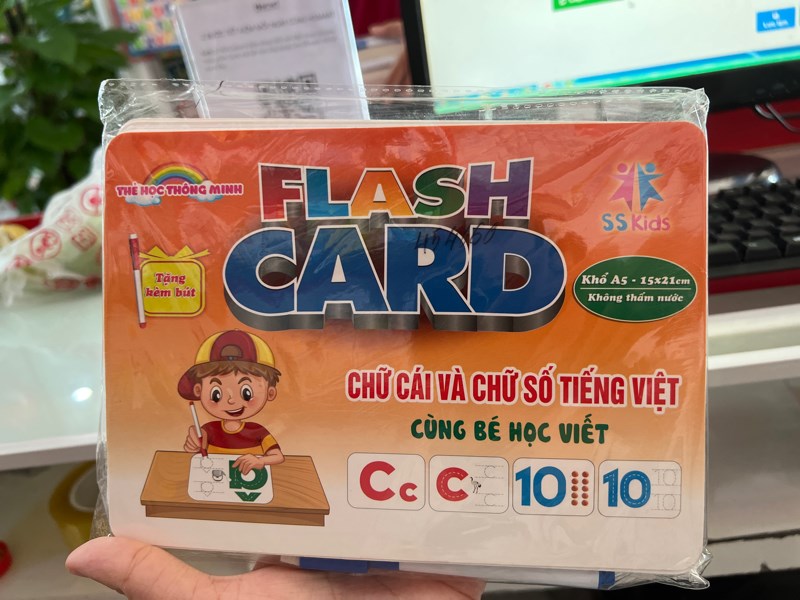 THẺ HỌC THÔNG MINH
FLASH
CARD
SS Kids
Tặng
kèm bút
Khổ A5 - 15x21cm
Không thấm nước
CHỮ CÁI VÀ CHỮ SỐ TIẾNG VIỆT
CÙNG BÉ HỌC VIẾT
Cc
C
10
10